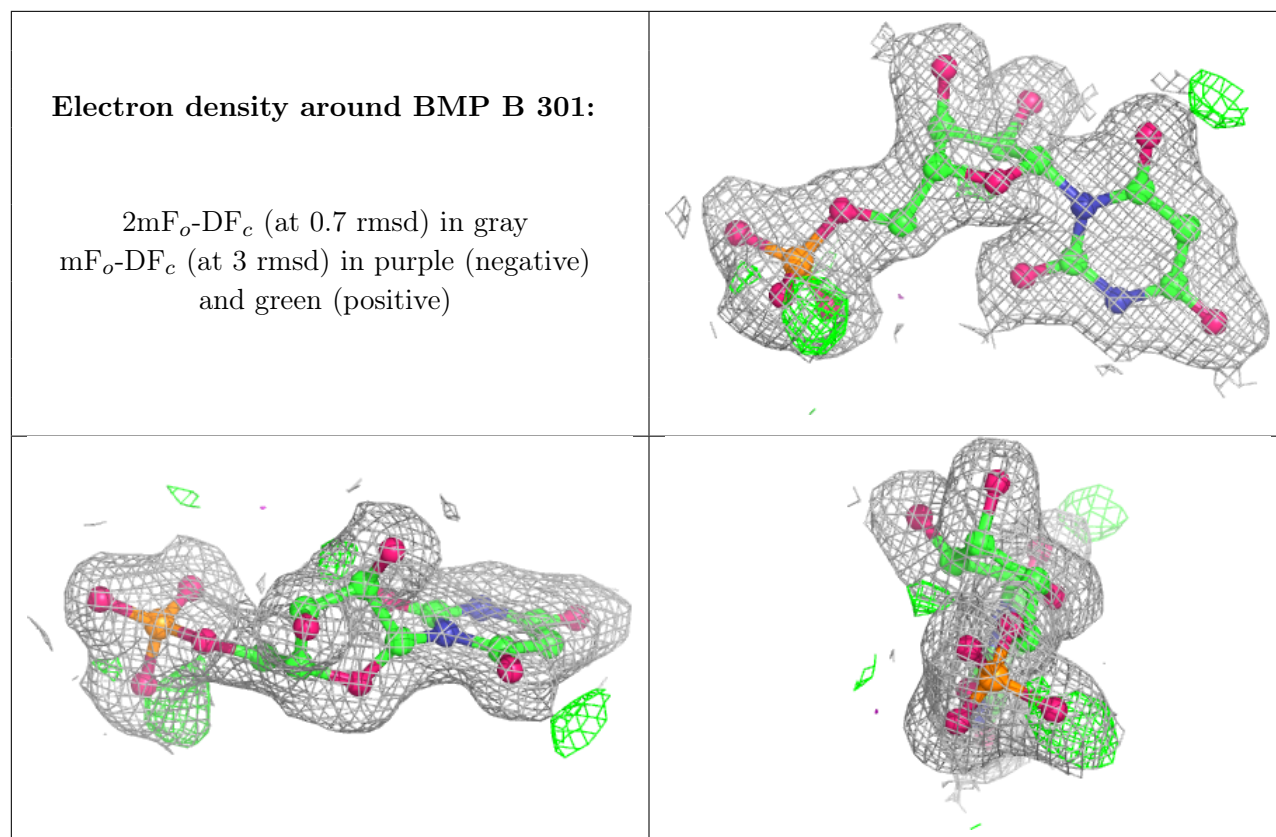 Electron density around BMP B 301:
2mFo-DFc (at 0.7 rmsd) in gray
mFo-DFc (at 3 rmsd) in purple (negative)
and green (positive)